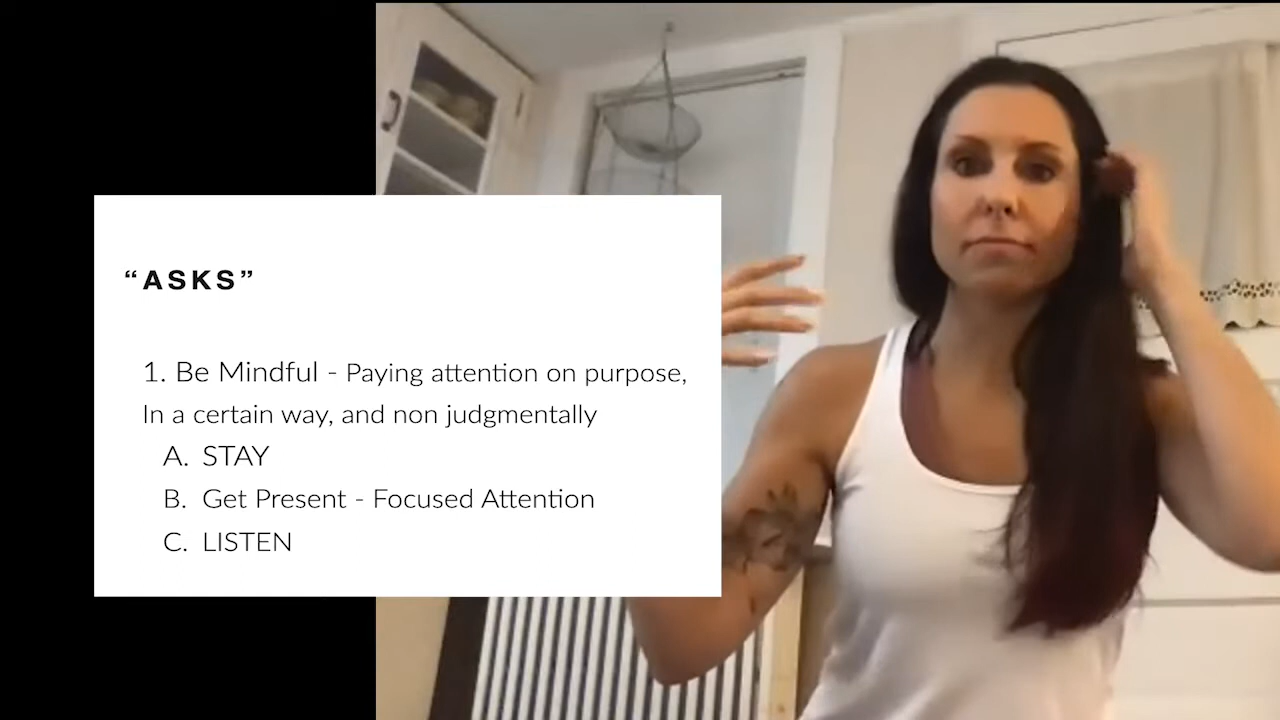 “ASKS”
1. Be Mindful - Paying attention on purpose,
In a certain way, and non judgmentally
A. STAY
B. Get Present - Focused Attention
C. LISTEN